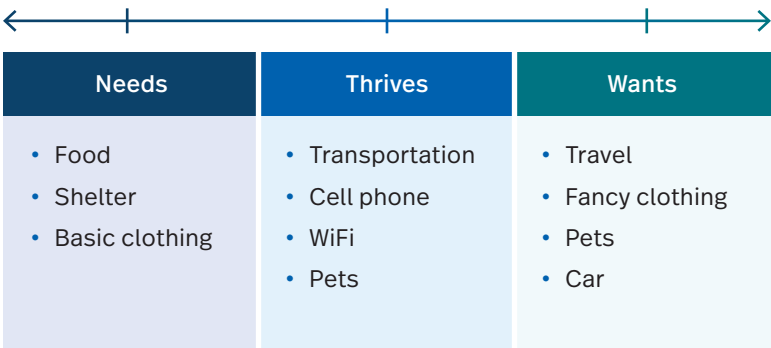 Needs
Thrives
Wants
• Food
• Shelter
• Basic clothing
• Transportation
• Cell phone
• WiFi
• Pets
• Travel
• Fancy clothing
• Pets
• Car